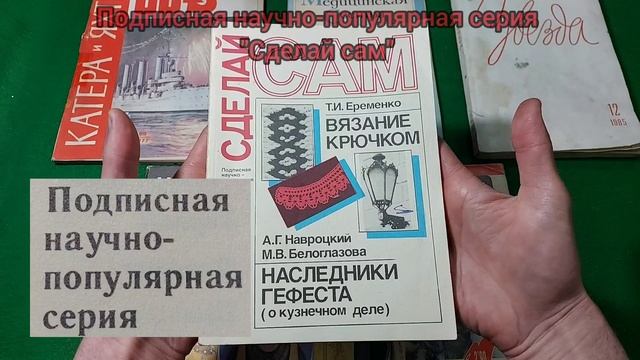 Подписная научно-популярная серия
"Сделай сам"
КАТЕРА и ЯХТ
Медицинская
звезда
12
1985
СДЕЛАЙ
САМ
Подписная
научно-
Т.И. Еременко
ВЯЗАНИЕ
КРЮЧКОМ
А.Г. Навроцкий
М.В. Белоглазова
НАСЛЕДНИКИ
ГЕФЕСТА
(о кузнечном деле)
Подписная
научно-
популярная
серия